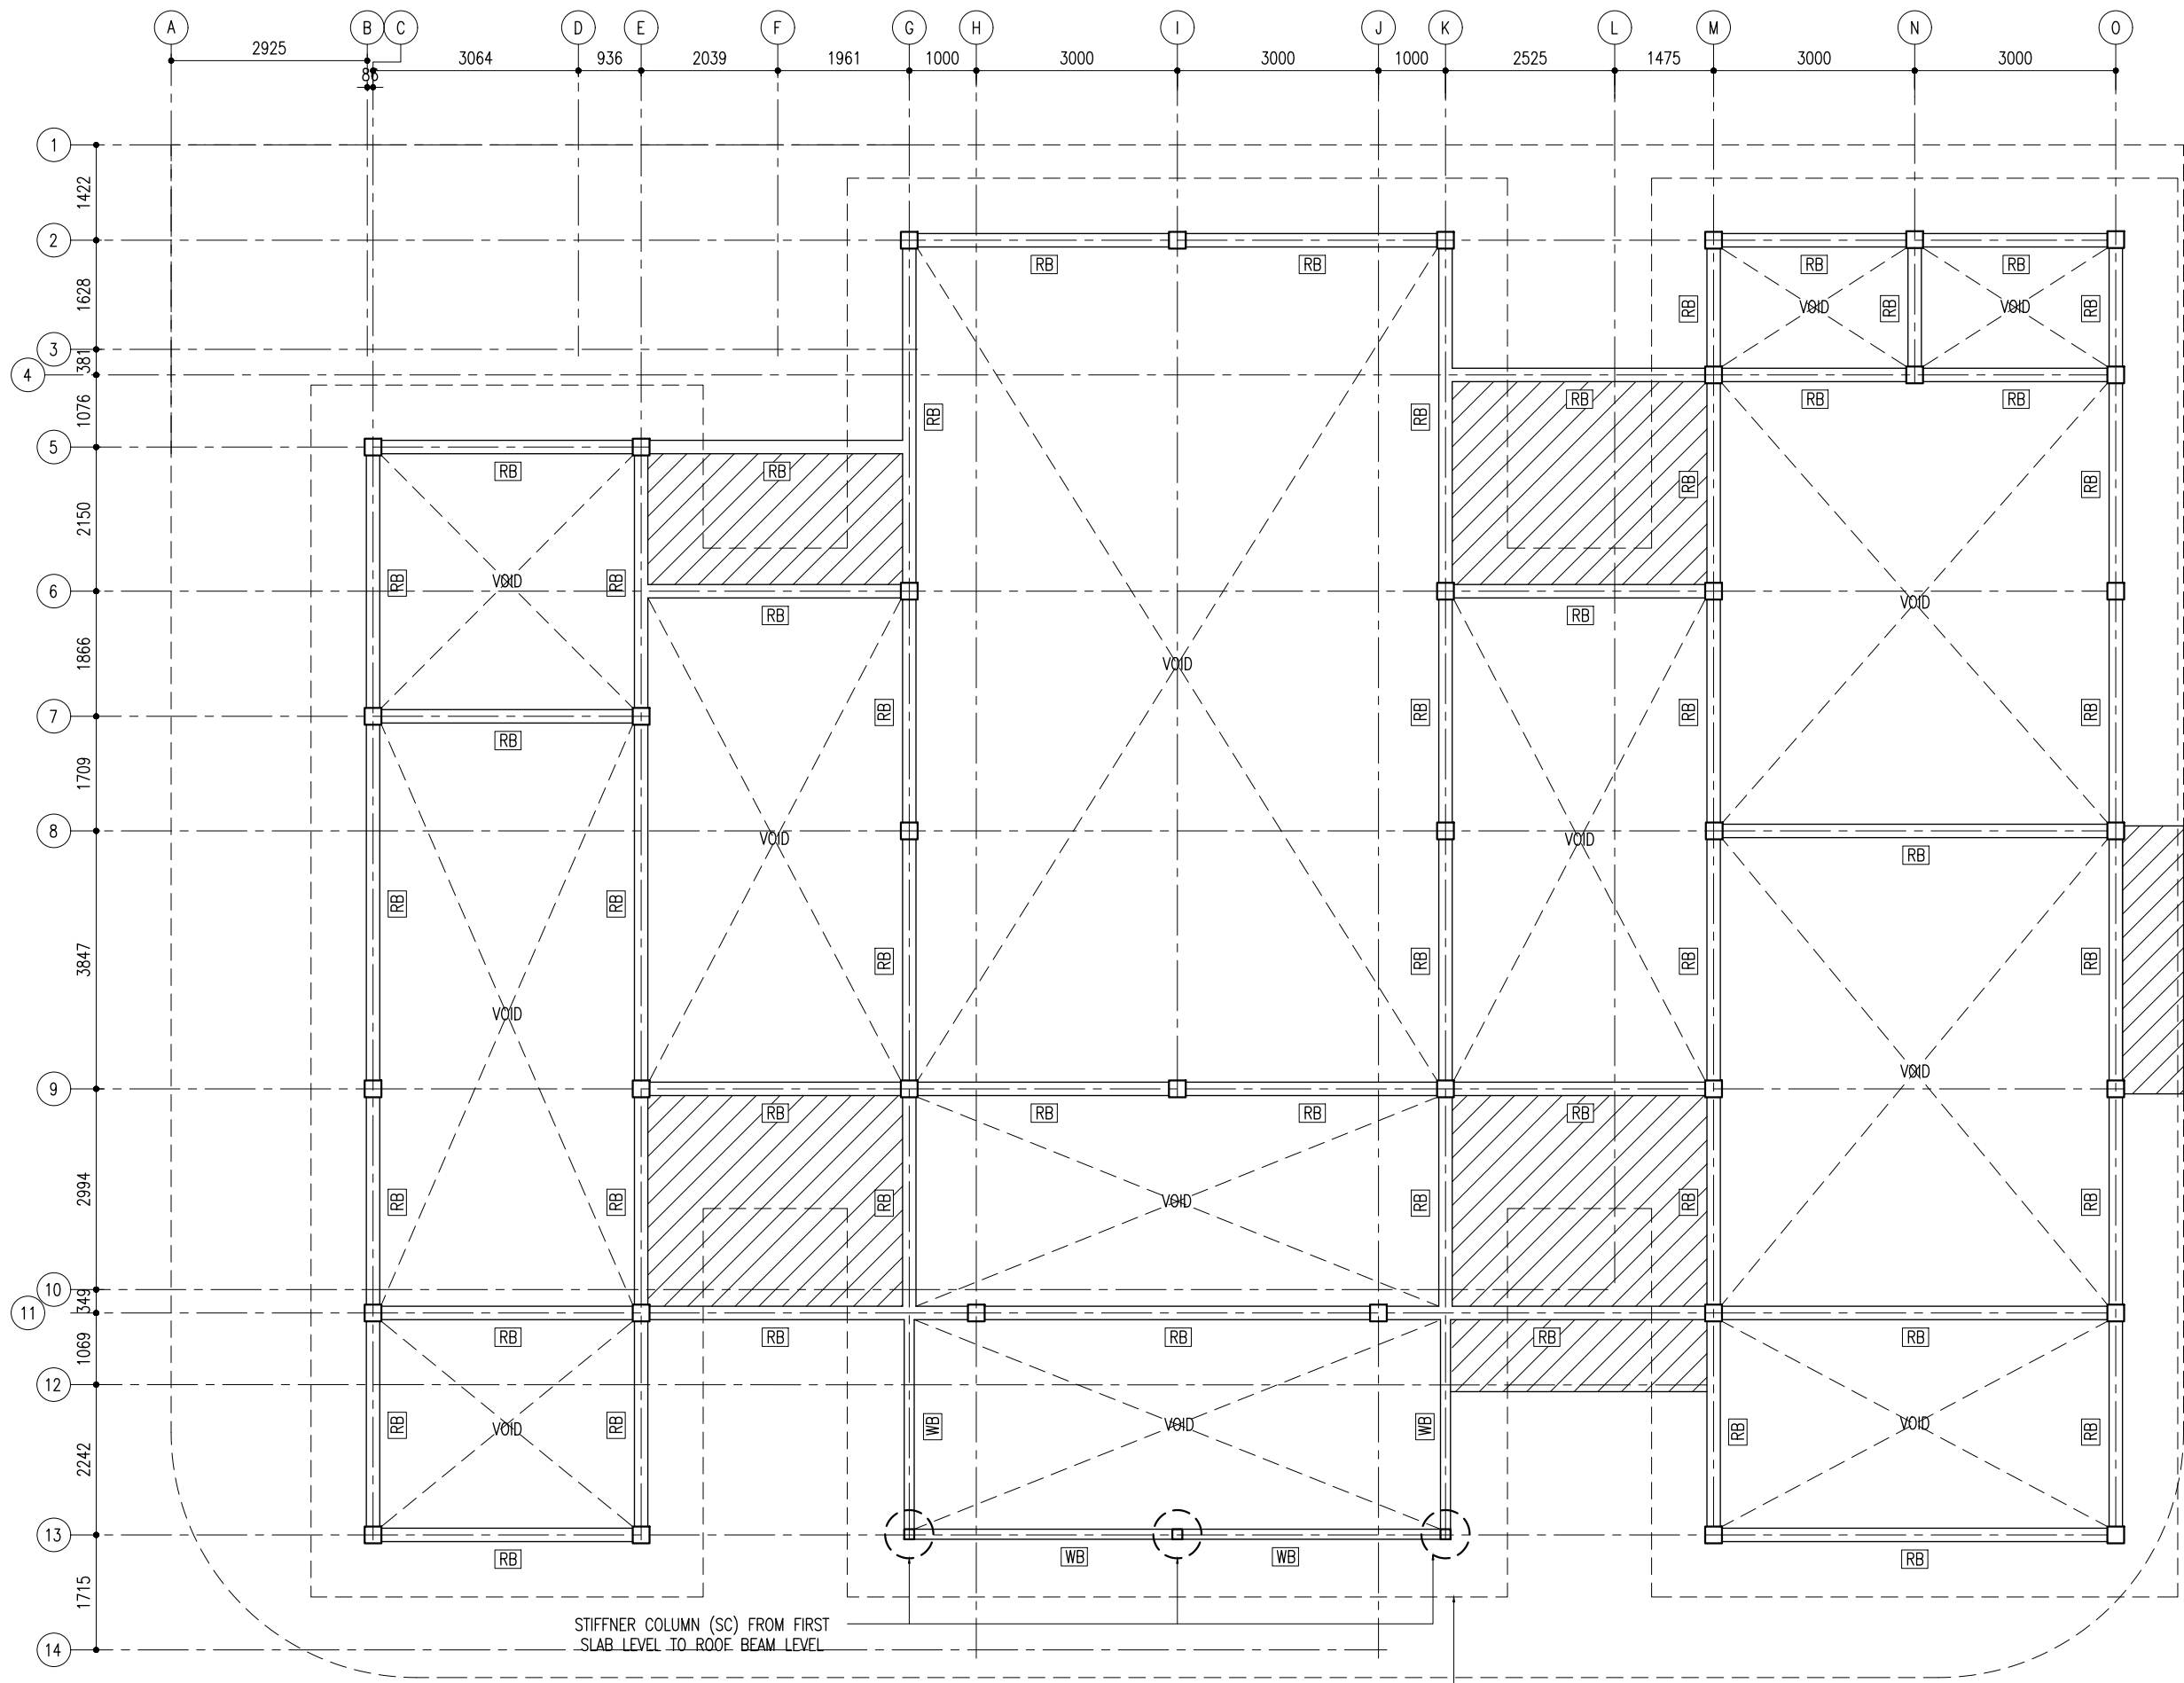 A B C D E F G H I J K L M N O
2925
86 3064 936 2039 1961 1000 3000 3000 1000 2525 1475 3000 3000
1
1422
2
RB RB RB RB
1628
RB VOID RB VOID RB
3
381
4
RB RB RB
1076
RB RB
5
RB RB
RB RB
2150
RB VOID RB
6
VOID
RB RB
1866
VOID
RB RB RB RB
7
RB
1709
8
VOID VOID
RB
RB RB
3847
RB RB RB RB
VOID
VOID
9
RB RB RB RB
2994
RB RB RB VOID RB RB RB
10
349
11
RB RB RB RB RB
1069
12
RB VOID RB WB VOID WB RB VOID RB
2242
13
RB WB WB RB
1715
STIFFNER COLUMN (SC) FROM FIRST
SLAB LEVEL TO ROOF BEAM LEVEL
14